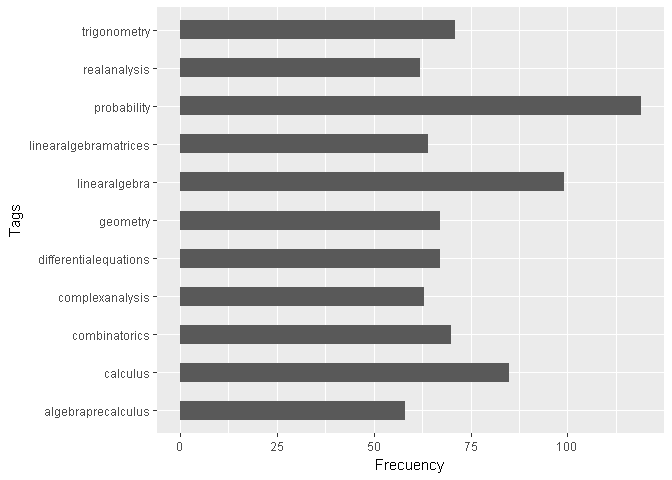 trigonometry
realanalysis
probability
linearalgebramatrices
linearalgebra
geometry
differentialequations
complexanalysis
combinatorics
calculus
algebraprecalculus
Tags
0 25 50 75 100
Frecuency